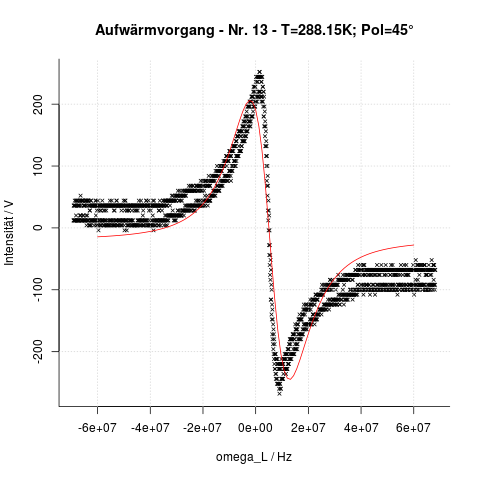 Aufwärmvorgang - Nr. 13 - T=288.15K; Pol=45°
Intensität / V
200
100
0
-100
-200
-6e+07 -4e+07 -2e+07 0e+00 2e+07 4e+07 6e+07
omega_L / Hz